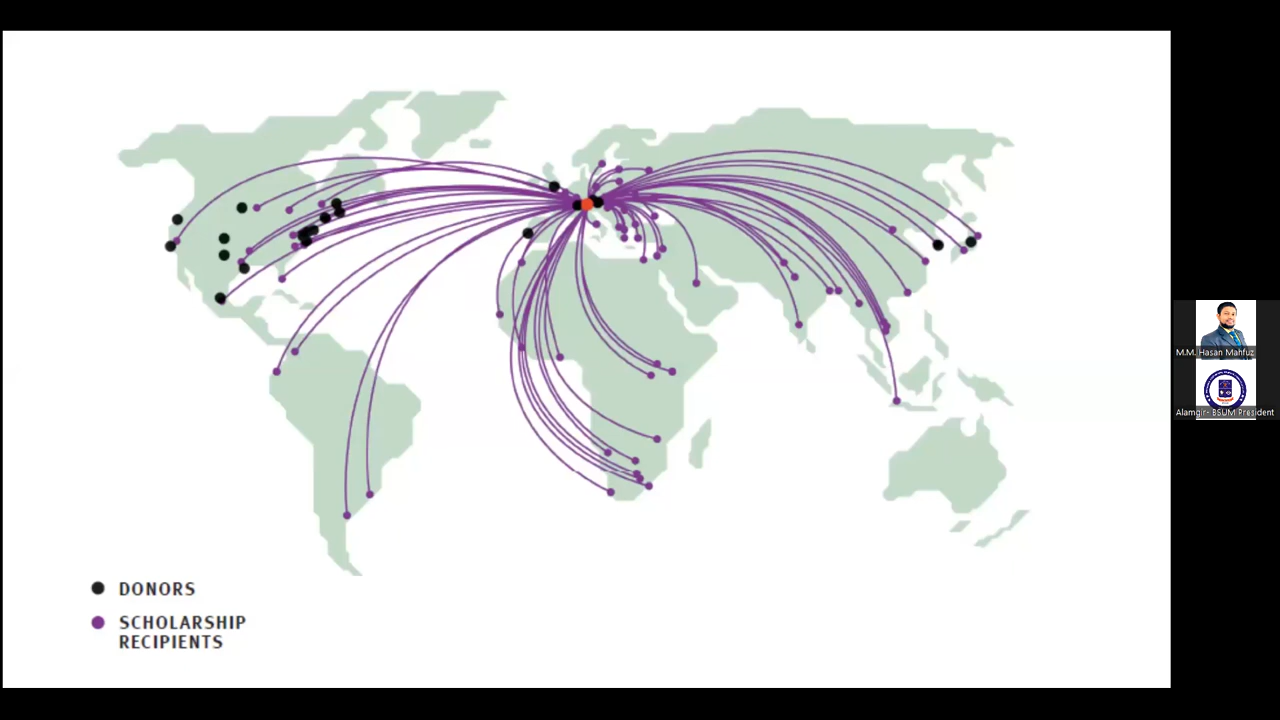 DONORS
SCHOLARSHIP
RECIPIENTS
M.M. Hasan Mahfuz
Alamgir- BSUM President